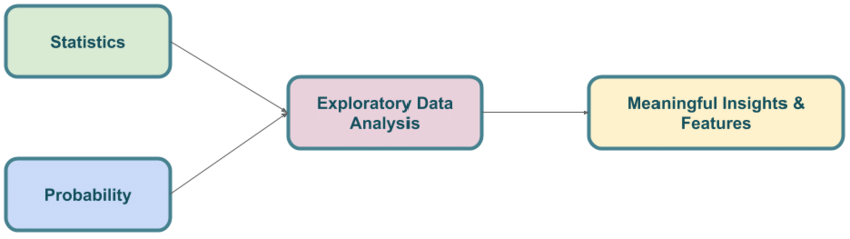 Statistics
Exploratory Data
Analysis
Meaningful Insights &
Features
Probability